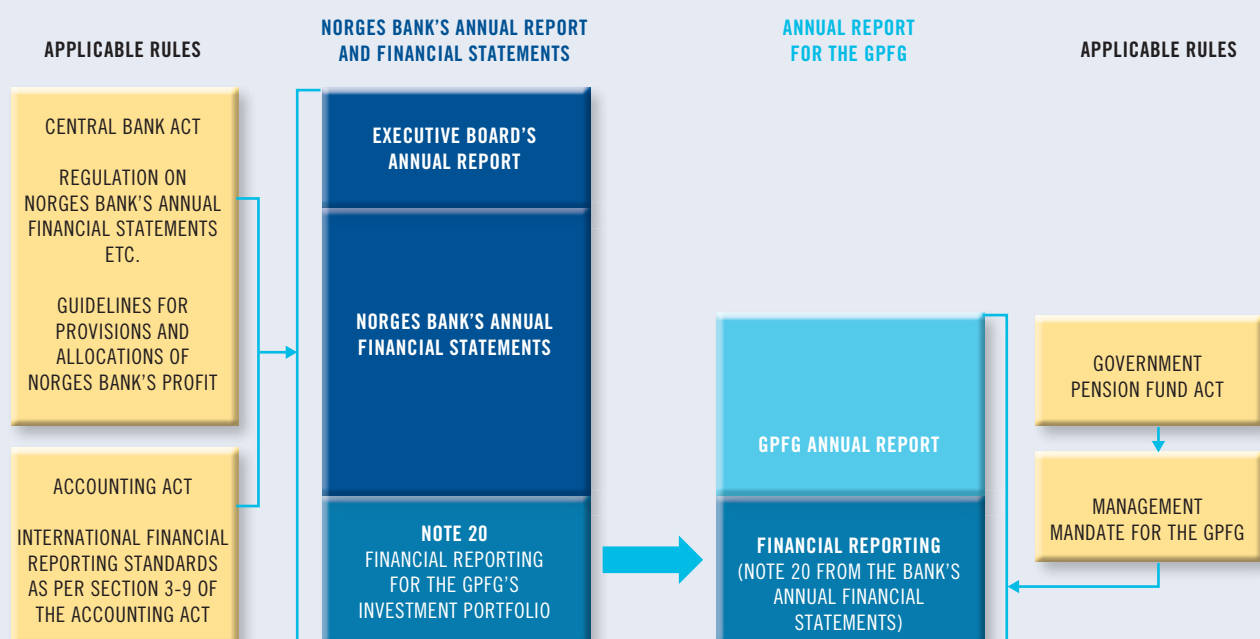 APPLICABLE RULES
NORGES BANK'S ANNUAL REPORT
AND FINANCIAL STATEMENTS
ANNUAL REPORT
FOR THE GPFG
APPLICABLE RULES
CENTRAL BANK ACT
REGULATION ON
NORGES BANK'S ANNUAL
FINANCIAL STATEMENTS
ETC.
GUIDELINES FOR
PROVISIONS AND
ALLOCATIONS OF
NORGES BANK'S PROFIT
ACCOUNTING ACT
INTERNATIONAL FINANCIAL
REPORTING STANDARDS
AS PER SECTION 3-9 OF
THE ACCOUNTING ACT
EXECUTIVE BOARD'S
ANNUAL REPORT
NORGES BANK'S ANNUAL
FINANCIAL STATEMENTS
NOTE 20
FINANCIAL REPORTING
FOR THE GPFG'S
INVESTMENT PORTFOLIO
GPFG ANNUAL REPORT
FINANCIAL REPORTING
(NOTE 20 FROM THE BANK'S
ANNUAL FINANCIAL
STATEMENTS)
GOVERNMENT
PENSION FUND ACT
MANAGEMENT
MANDATE FOR THE GPFG